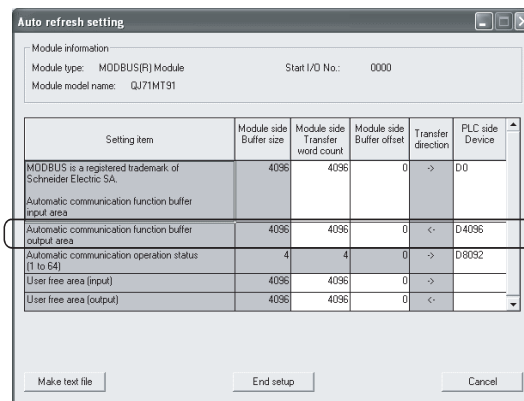 Auto refresh setting
Module information
Module type: MODBUS(R) Module Start I/O No.: 0000
Module model name: QJ71MT91
Setting item
Module side Buffer size
Module side Transfer word count
Module side Buffer offset
Transfer direction
PLC side Device
MODBUS is a registered trademark of
Schneider Electric SA.
Automatic communication function buffer
input area
4096 4096 0 -> D0
Automatic communication function buffer
output area
4096 4096 0 <- D4096
Automatic communication operation status
(1 to 64)
4 4 0 -> D8092
User free area (input) 4096 4096 0 ->
User free area (output) 4096 4096 0 <-
Make text file End setup Cancel